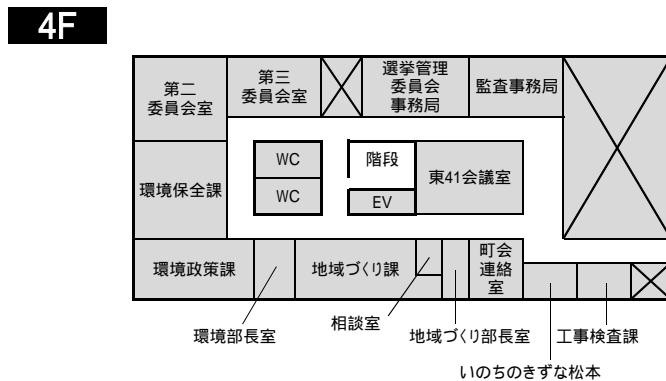 4F
第二
委員会室
第三
委員会室
選挙管理
委員会
事務局
監査事務局
環境保全課
WC
WC
階段
EV
東41会議室
環境政策課
地域づくり課
町会
連絡
室
環境部長室
相談室
地域づくり部長室
工事検査課
いのちのきずな松本